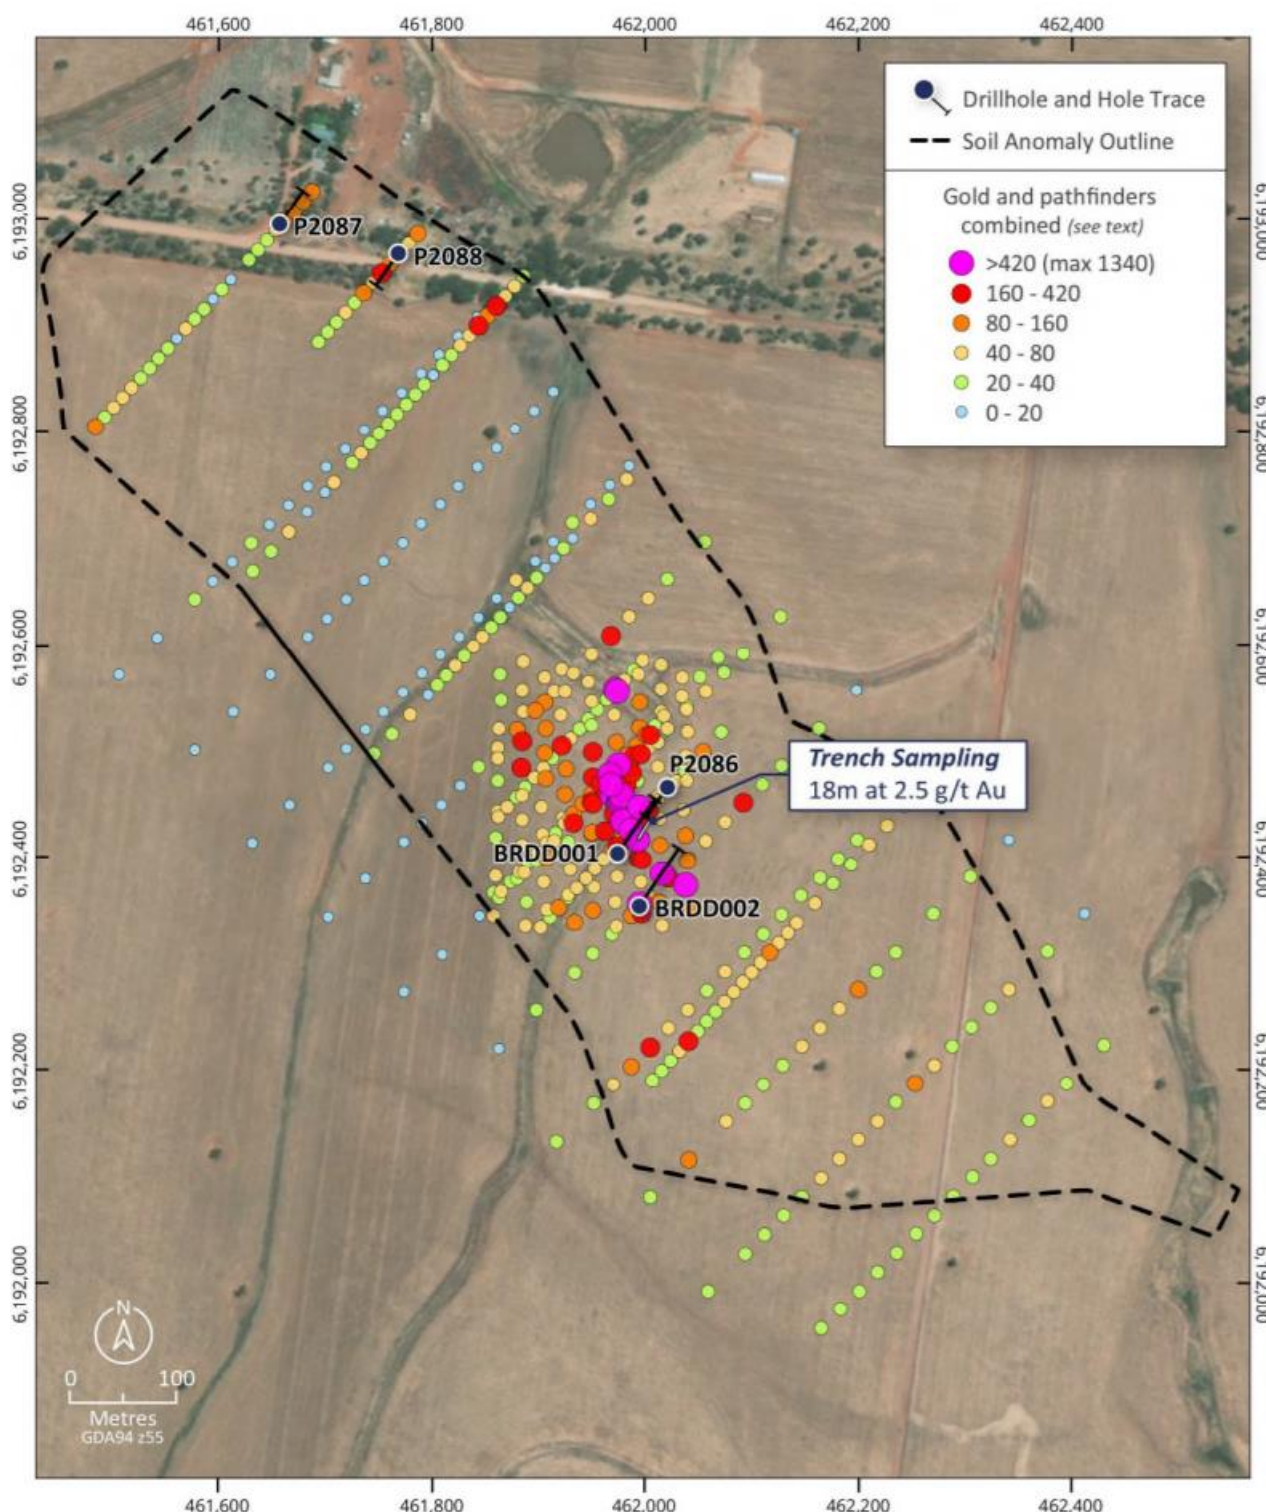 461,600 461,800 462,000 462,200 462,400
Drillhole and Hole Trace
Soil Anomaly Outline
Gold and pathfinders
combined (see text)
>420 (max 1340)
160 - 420
80 - 160
40 - 80
20 - 40
0 - 20
6,193,000 6,193,000
P2087
P2088
6,192,800 6,192,800
6,192,600 6,192,600
P2086
Trench Sampling
18m at 2.5 g/t Au
BRDD001
6,192,400 6,192,400
BRDD002
6,192,200 6,192,200
6,192,000 6,192,000
N
0 100
Metres
GDA94 z55
461,600 461,800 462,000 462,200 462,400